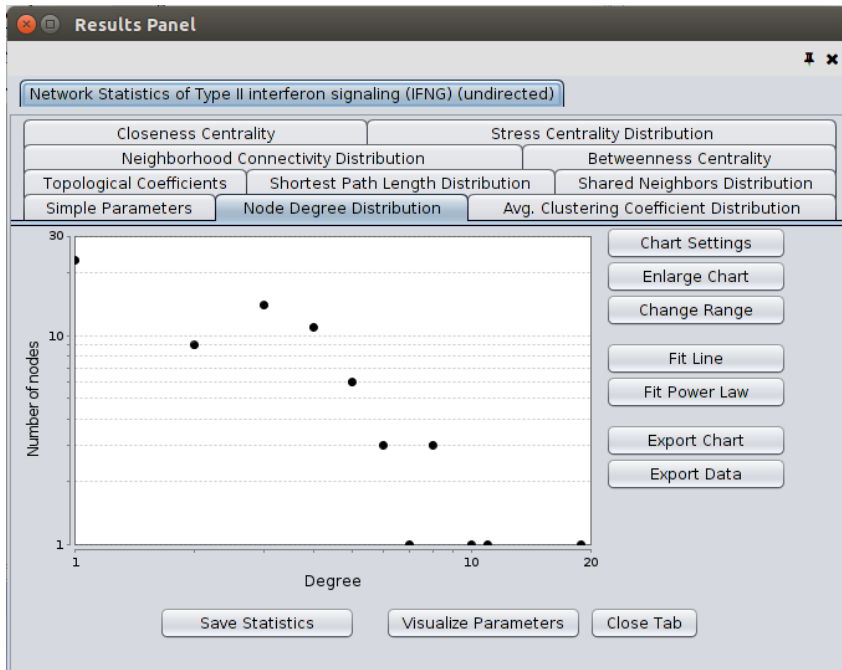 Results Panel
Network Statistics of Type II interferon signaling (IFNG) (undirected)
Closeness Centrality Stress Centrality Distribution
Neighborhood Connectivity Distribution Betweenness Centrality
Topological Coefficients Shortest Path Length Distribution Shared Neighbors Distribution
Simple Parameters Node Degree Distribution Avg. Clustering Coefficient Distribution
30
10
1
Number of nodes
1 10 20
Degree
Chart Settings
Enlarge Chart
Change Range
Fit Line
Fit Power Law
Export Chart
Export Data
Save Statistics Visualize Parameters Close Tab